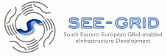 SEE-GRID
South Eastern European GRid-enabled
eInfrastructure Development